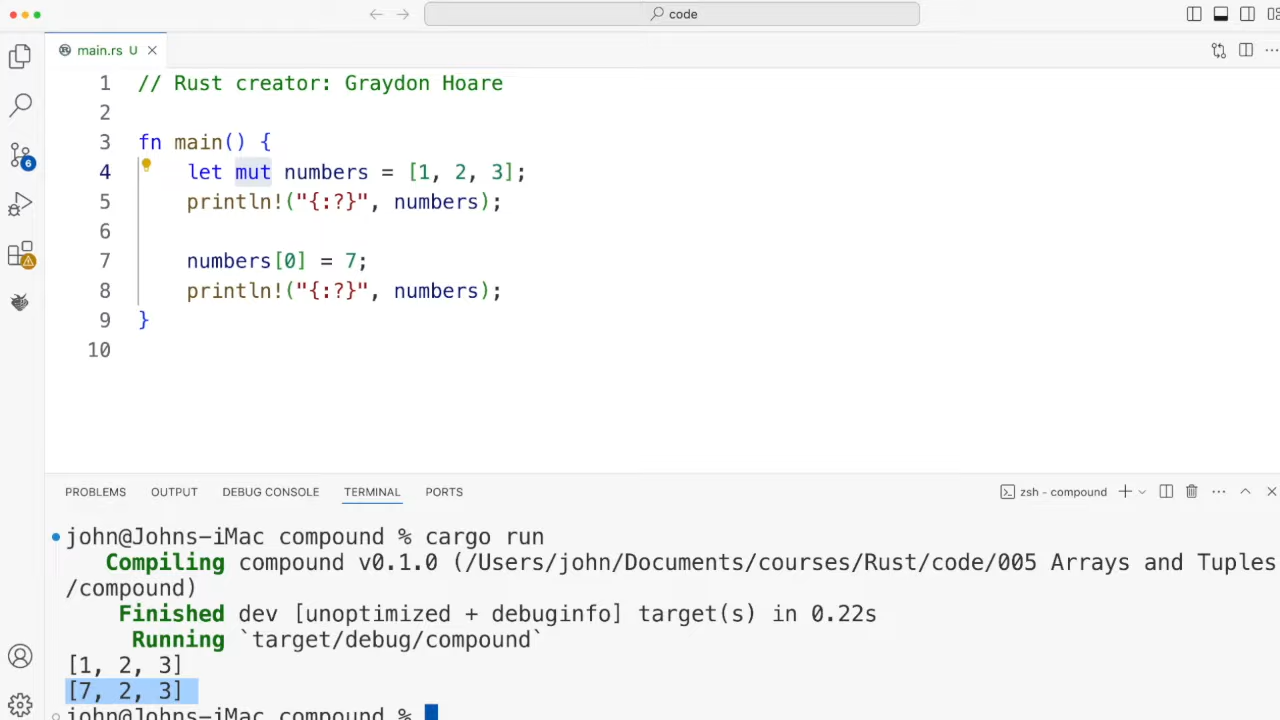 code
main.rs U
1 // Rust creator: Graydon Hoare
2
3 fn main() {
4 let mut numbers = [1, 2, 3];
5 println!("{:?}", numbers);
6
7 numbers[0] = 7;
8 println!("{:?}", numbers);
9 }
10
6
PROBLEMS OUTPUT DEBUG CONSOLE TERMINAL PORTS zsh - compound
john@Johns-iMac compound % cargo run
Compiling compound v0.1.0 (/Users/john/Documents/courses/Rust/code/005 Arrays and Tuples
/compound)
Finished dev [unoptimized + debuginfo] target(s) in 0.22s
Running `target/debug/compound`
[1, 2, 3]
[7, 2, 3]
john@Johns-iMac compound %